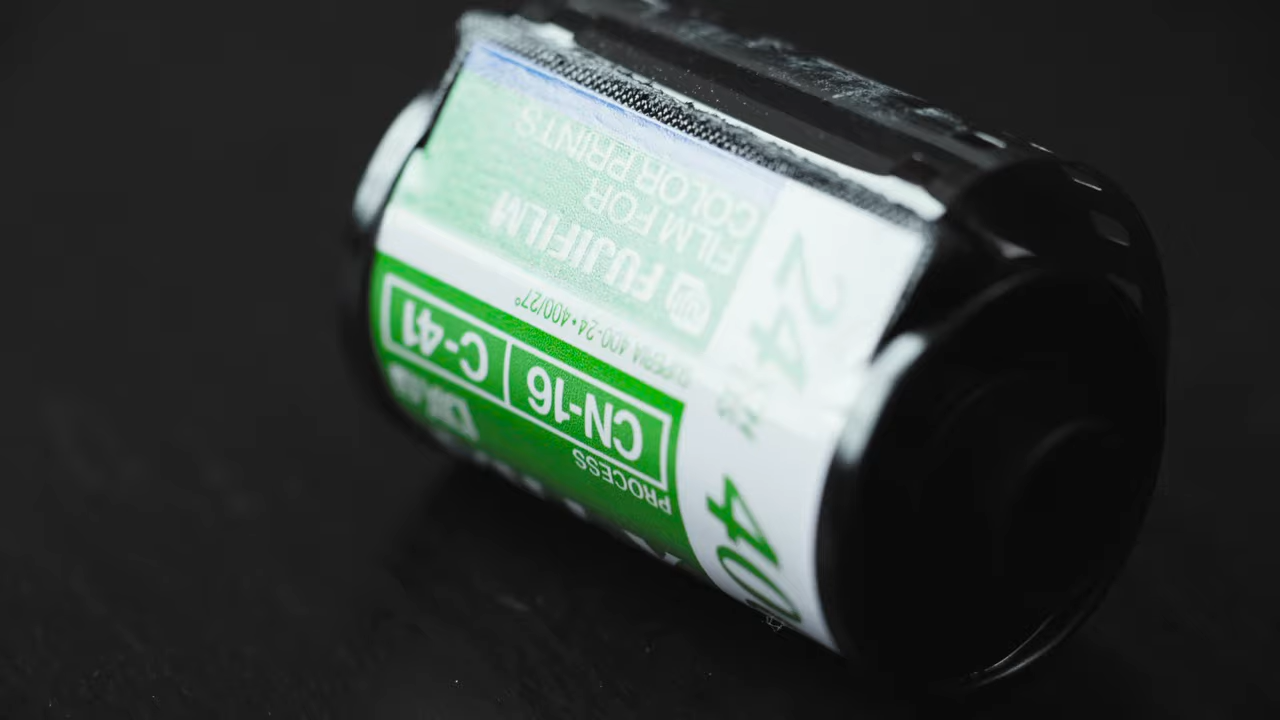 400
24
PROCESS
CN-16 C-41
SUPERIA 400-24•400/27°
FUJIFILM
FILM FOR
COLOR PRINTS